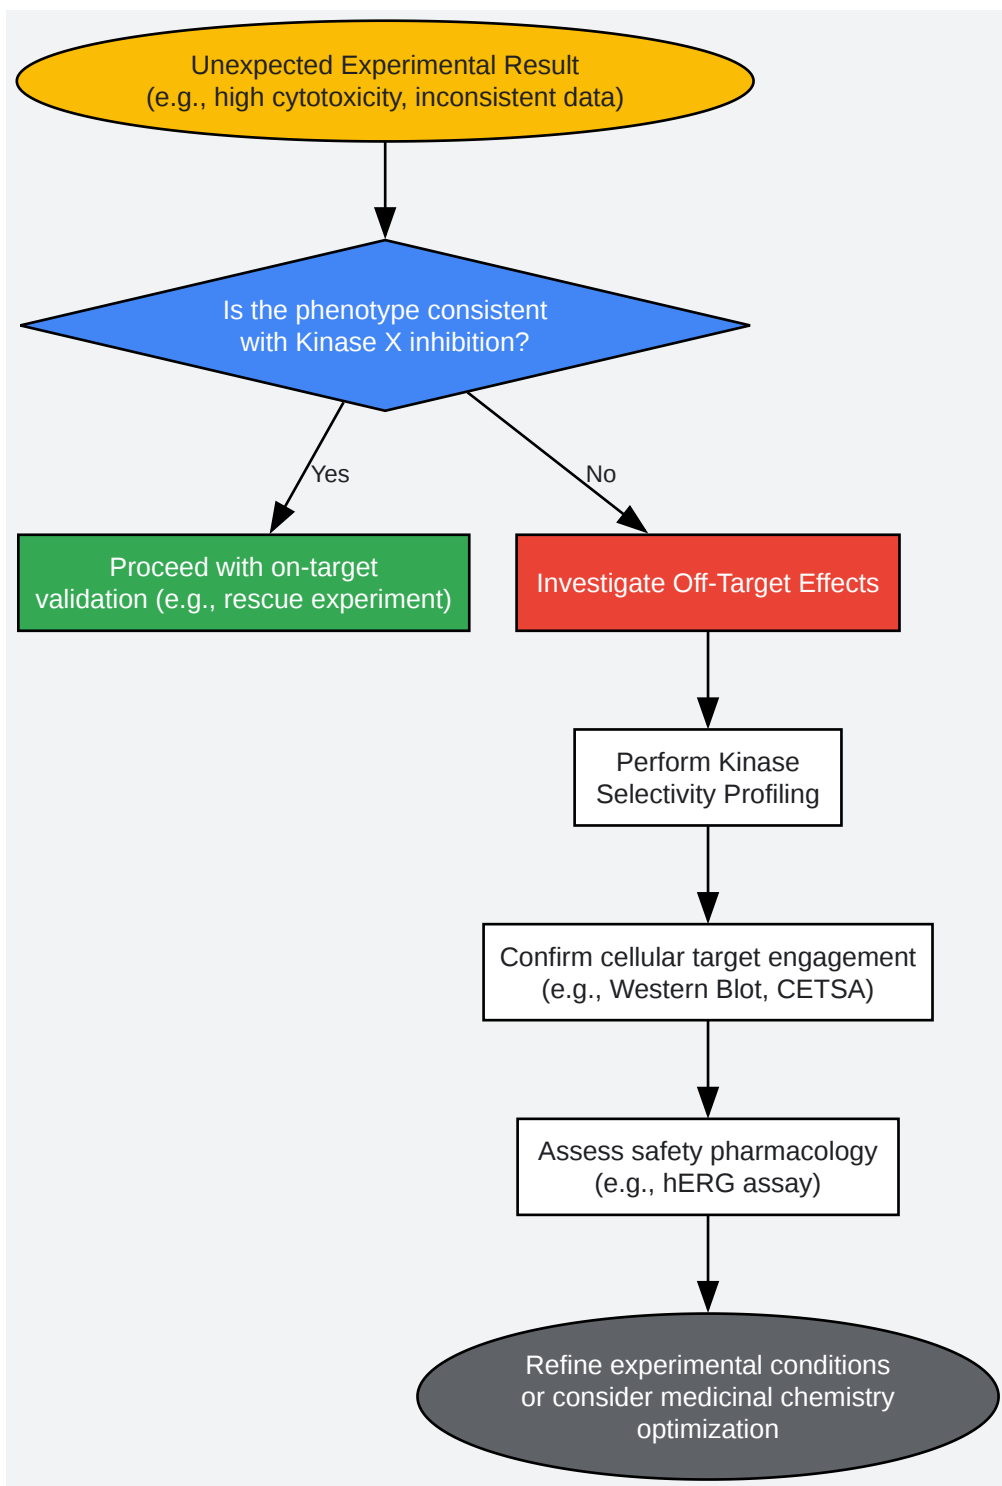 Unexpected Experimental Result
(e.g., high cytotoxicity, inconsistent data)
Is the phenotype consistent
with Kinase X inhibition?
Yes
No
Proceed with on-target
validation (e.g., rescue experiment)
Investigate Off-Target Effects
Perform Kinase
Selectivity Profiling
Confirm cellular target engagement
(e.g., Western Blot, CETSA)
Assess safety pharmacology
(e.g., hERG assay)
Refine experimental conditions
or consider medicinal chemistry
optimization